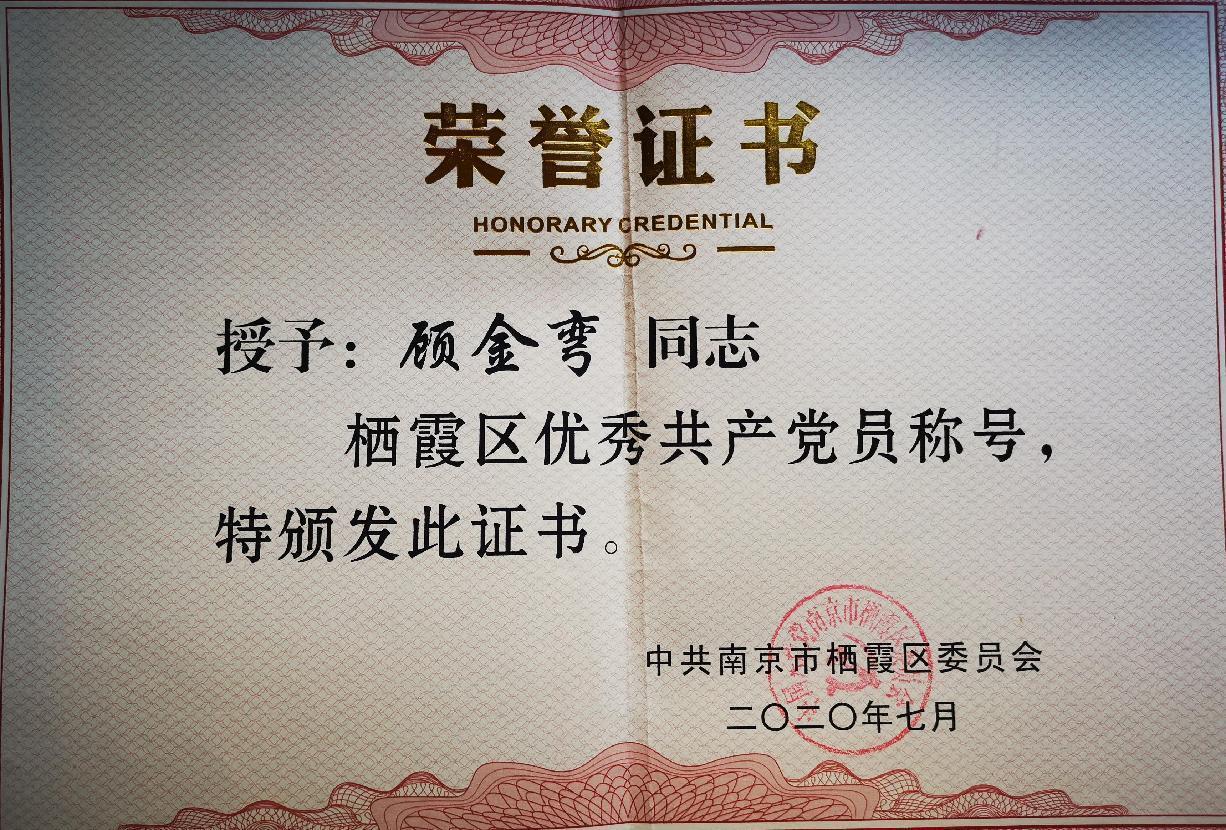 荣誉证书
HONORARY CREDENTIAL
授予：顾金弯 同志
栖霞区优秀共产党员称号，
特颁发此证书。
中共南京市栖霞区委员会
二〇二〇年七月